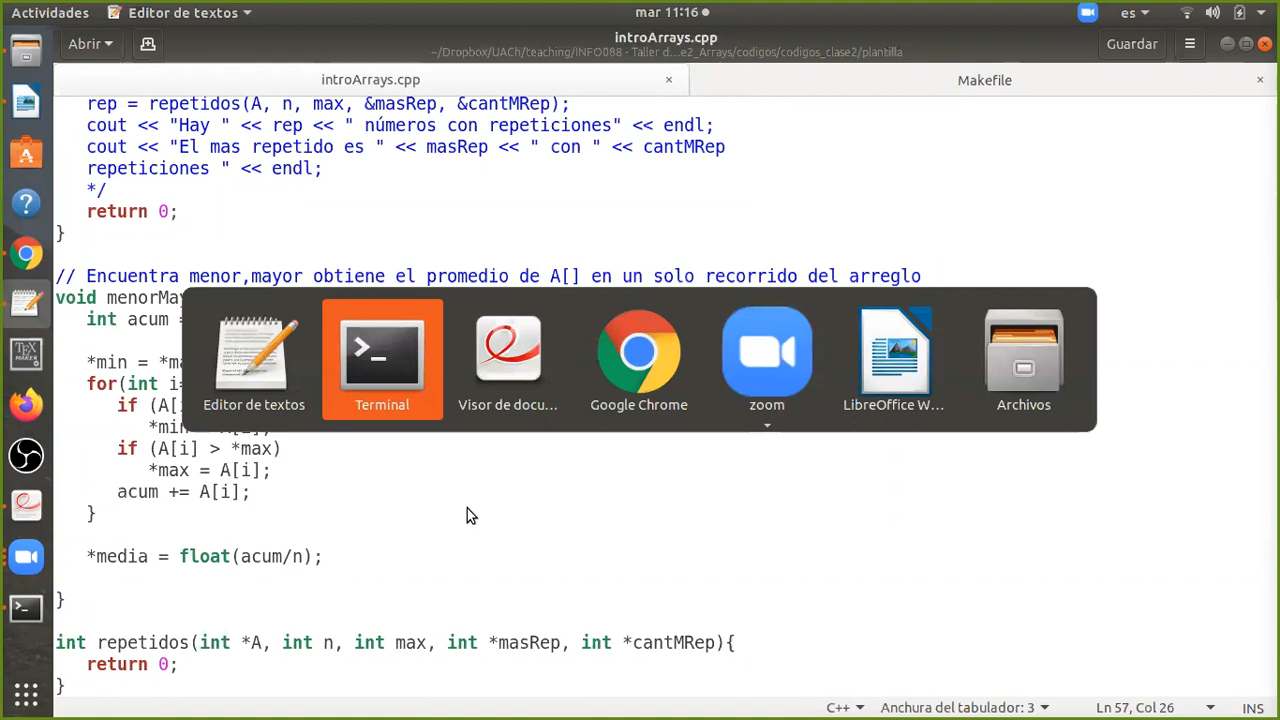 Actividades
Editor de textos
mar 11:16
es
Abrir
introArrays.cpp
~/Dropbox/UACh/teaching/INFO088 - Taller d...e2_Arrays/codigos/codigos_clase2/plantilla
Guardar
introArrays.cpp
Makefile
rep = repetidos(A, n, max, &masRep, &cantMRep);
cout << "Hay " << rep << " números con repeticiones" << endl;
cout << "El mas repetido es " << masRep << " con " << cantMRep
repeticiones " << endl;
*/
return 0;
}
// Encuentra menor,mayor obtiene el promedio de A[] en un solo recorrido del arreglo
void menorMay
int acum =
*min = *ma
for(int i=
if (A[i
*min = A[i];
if (A[i] > *max)
*max = A[i];
acum += A[i];
}
*media = float(acum/n);
}
int repetidos(int *A, int n, int max, int *masRep, int *cantMRep){
return 0;
}
Editor de textos
Terminal
Visor de docu...
Google Chrome
zoom
LibreOffice W...
Archivos
TEX
MAKER
C++
Anchura del tabulador: 3
Ln 57, Col 26
INS